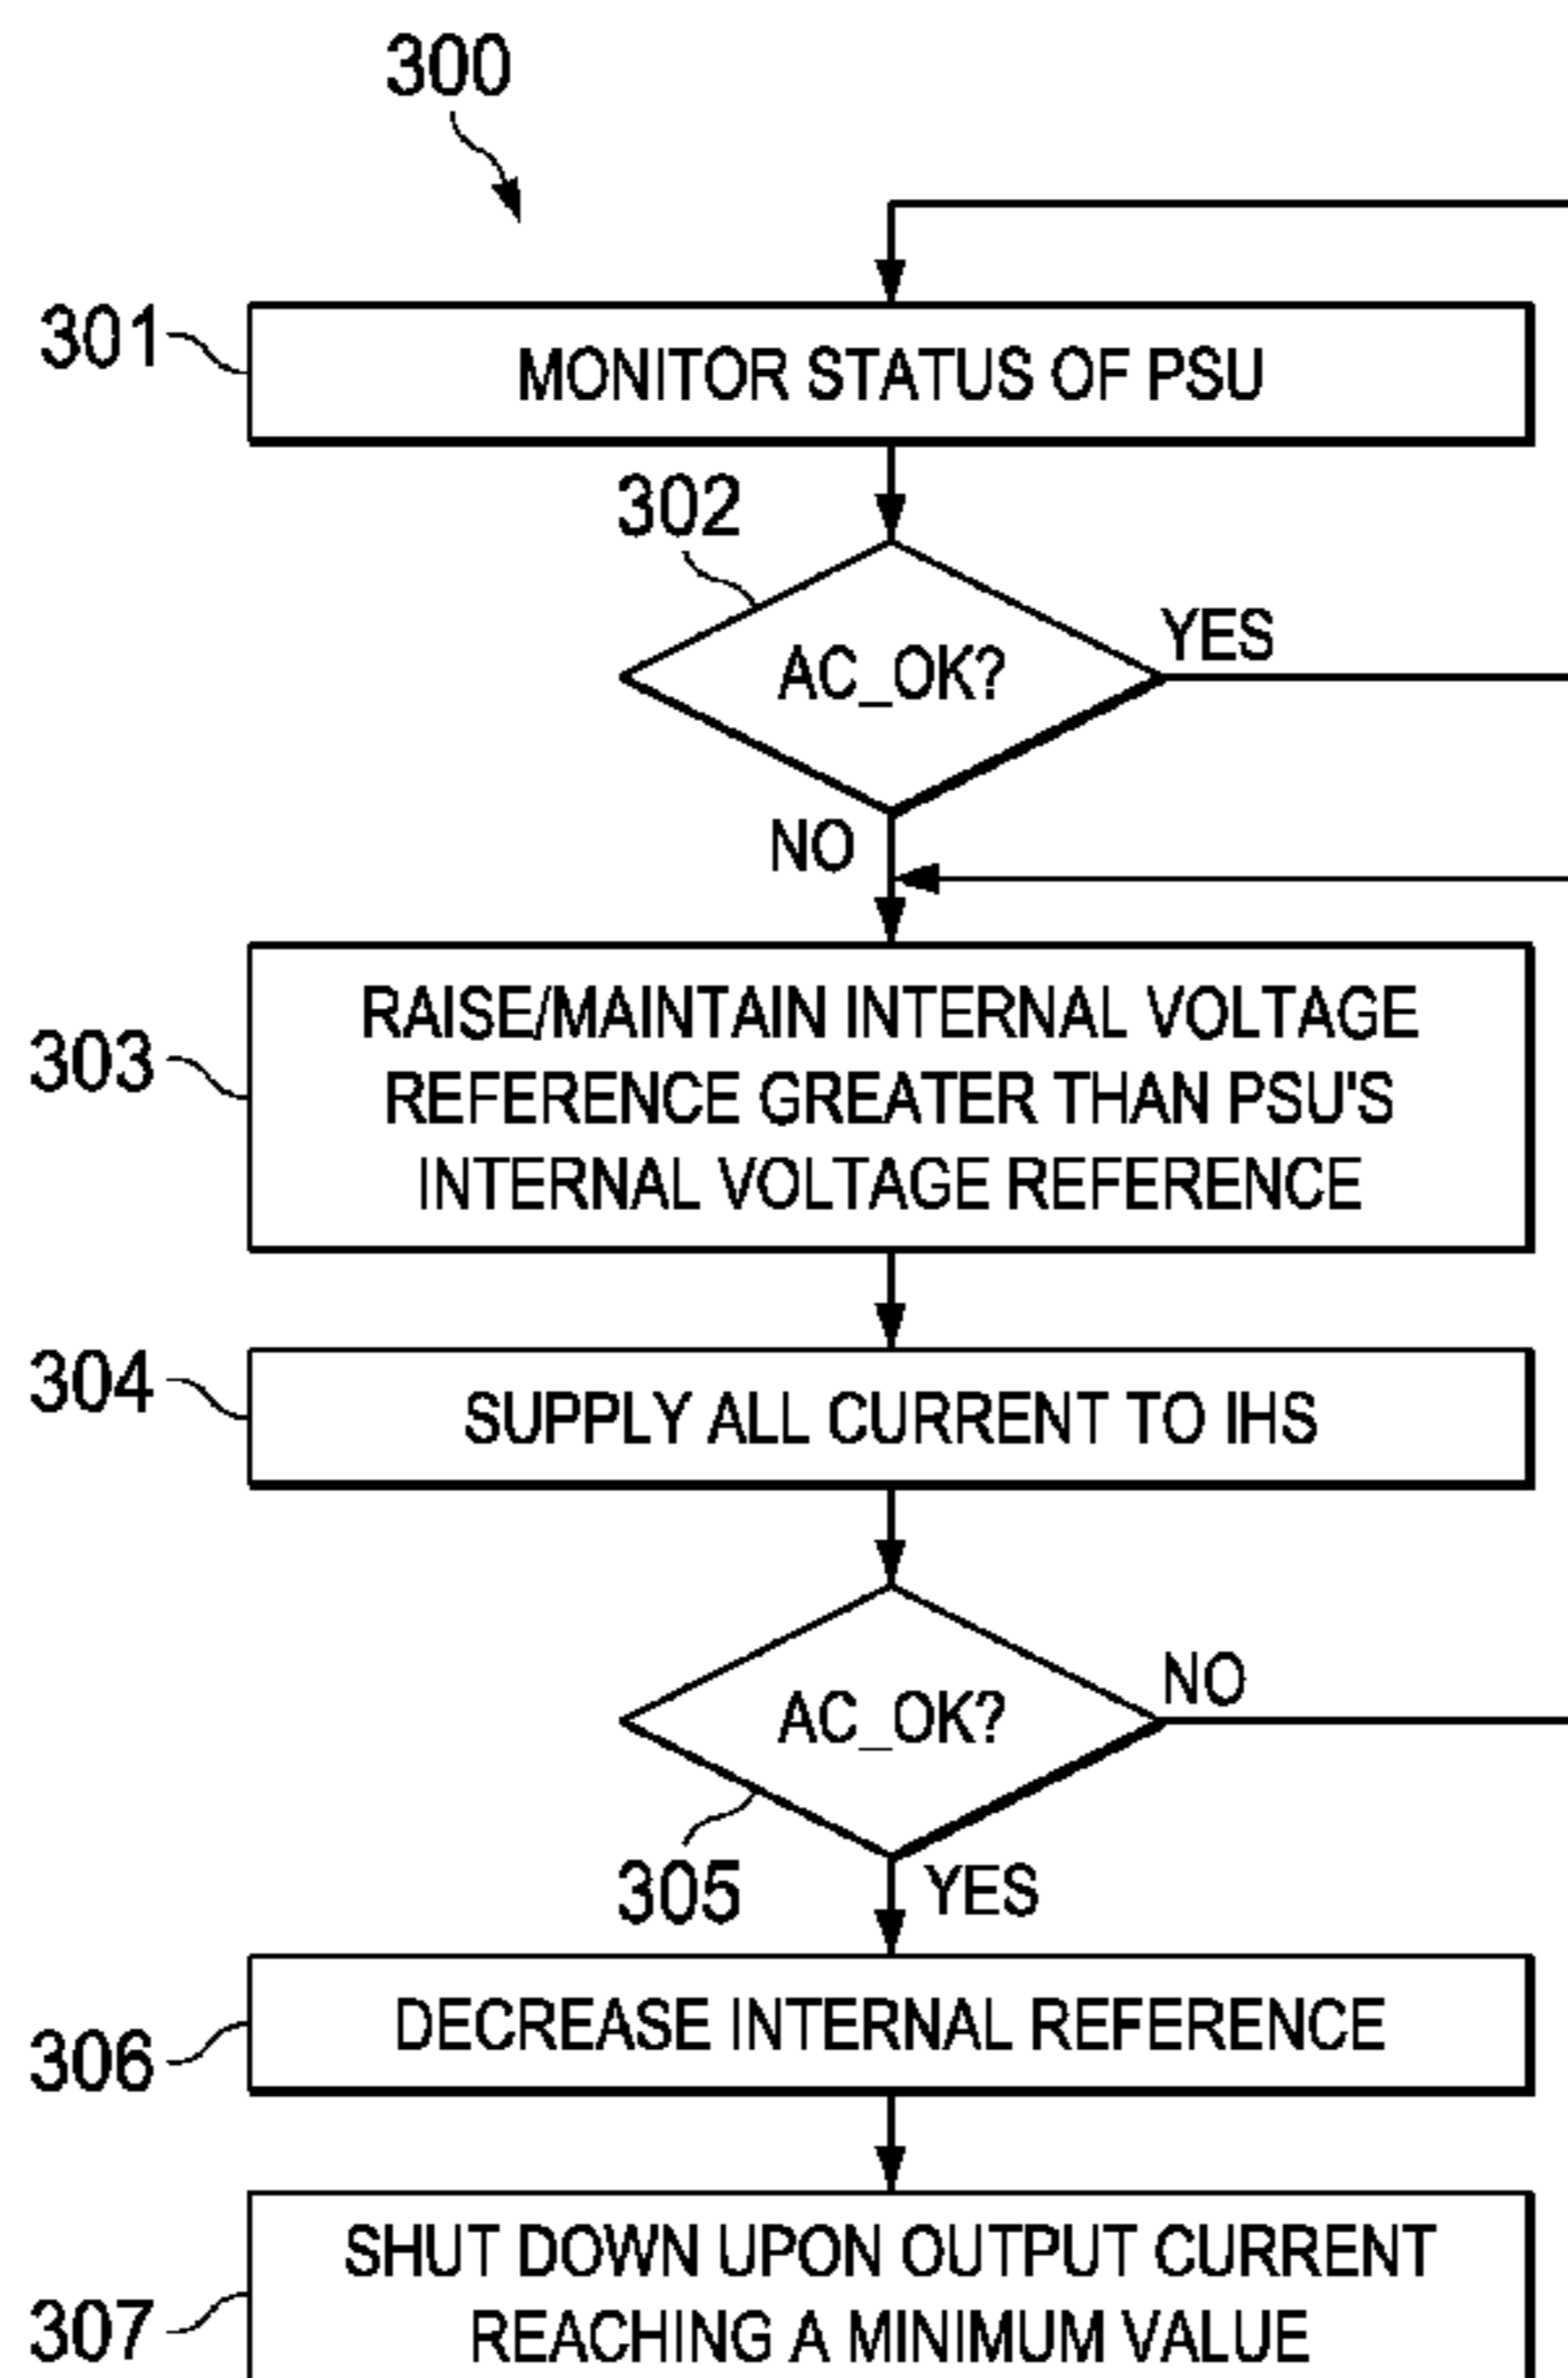 300
301
MONITOR STATUS OF PSU
302
AC_OK?
YES
NO
303
RAISE/MAINTAIN INTERNAL VOLTAGE
REFERENCE GREATER THAN PSU'S
INTERNAL VOLTAGE REFERENCE
304
SUPPLY ALL CURRENT TO IHS
AC_OK?
NO
305
YES
306
DECREASE INTERNAL REFERENCE
307
SHUT DOWN UPON OUTPUT CURRENT
REACHING A MINIMUM VALUE